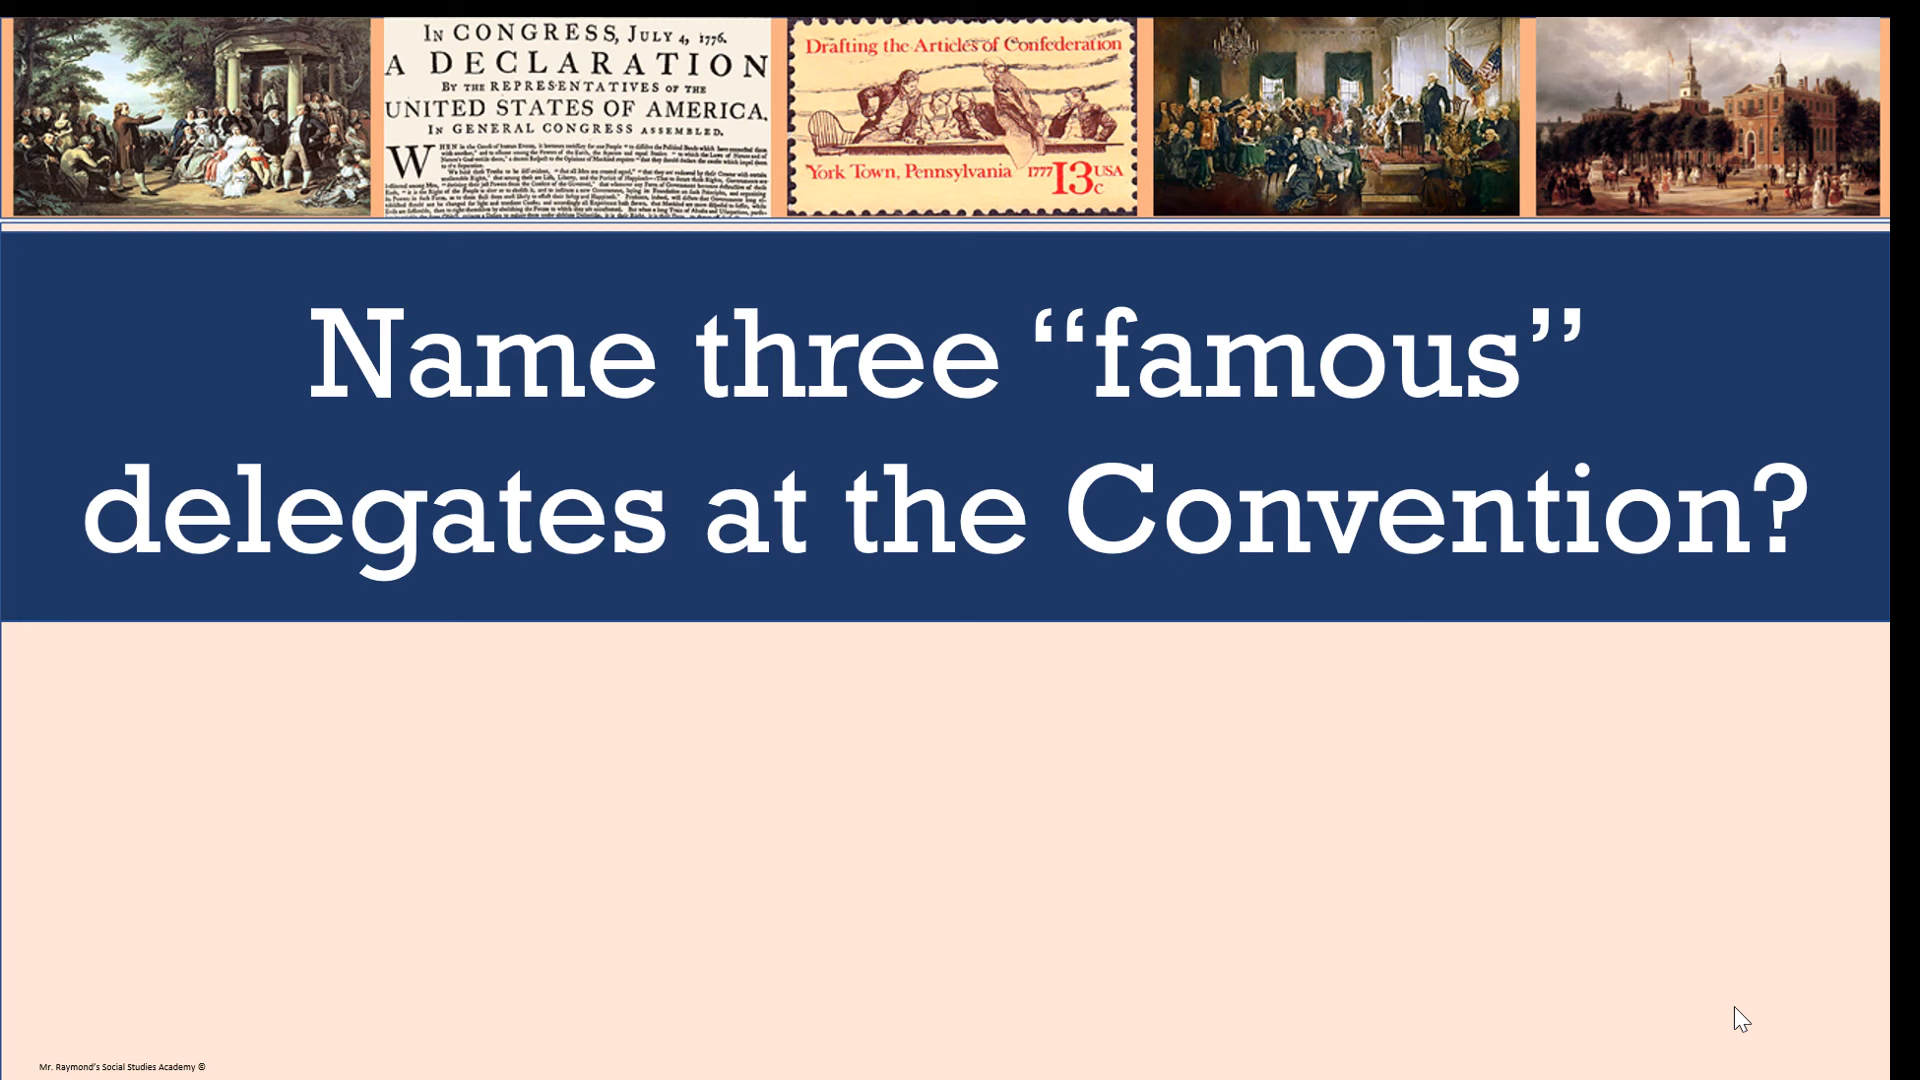 IN CONGRESS, JULY 4, 1776.
A DECLARATION
BY THE REPRESENTATIVES OF THE
UNITED STATES OF AMERICA,
IN GENERAL CONGRESS ASSEMBLED.
Drafting the Articles of Confederation
York Town, Pennsylvania 1777 13c USA
Name three “famous”
delegates at the Convention?
Mr. Raymond's Social Studies Academy ©